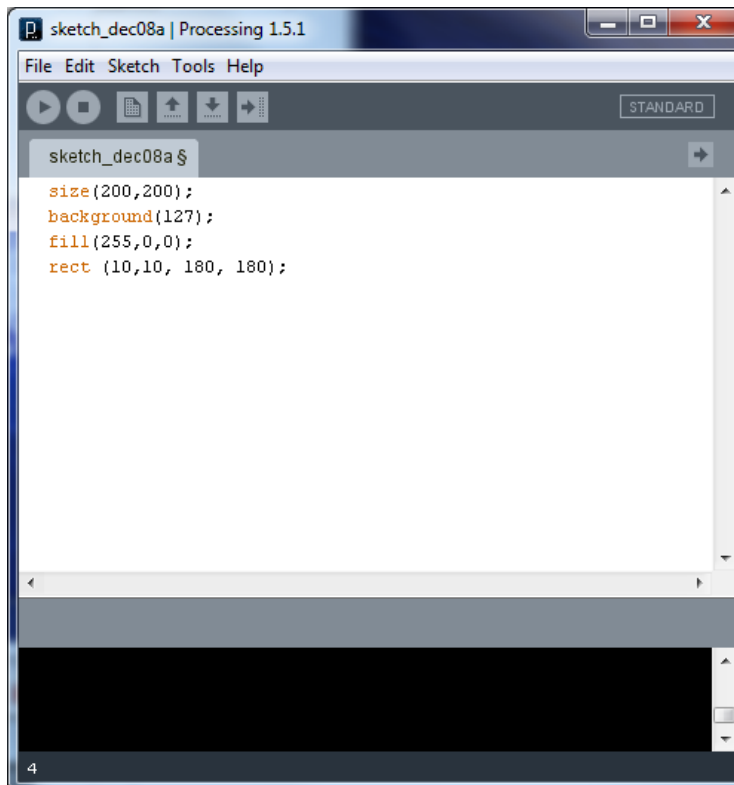 sketch_dec08a | Processing 1.5.1
File Edit Sketch Tools Help
STANDARD
sketch_dec08a §
size(200,200);
background(127);
fill(255,0,0);
rect (10,10, 180, 180);
4